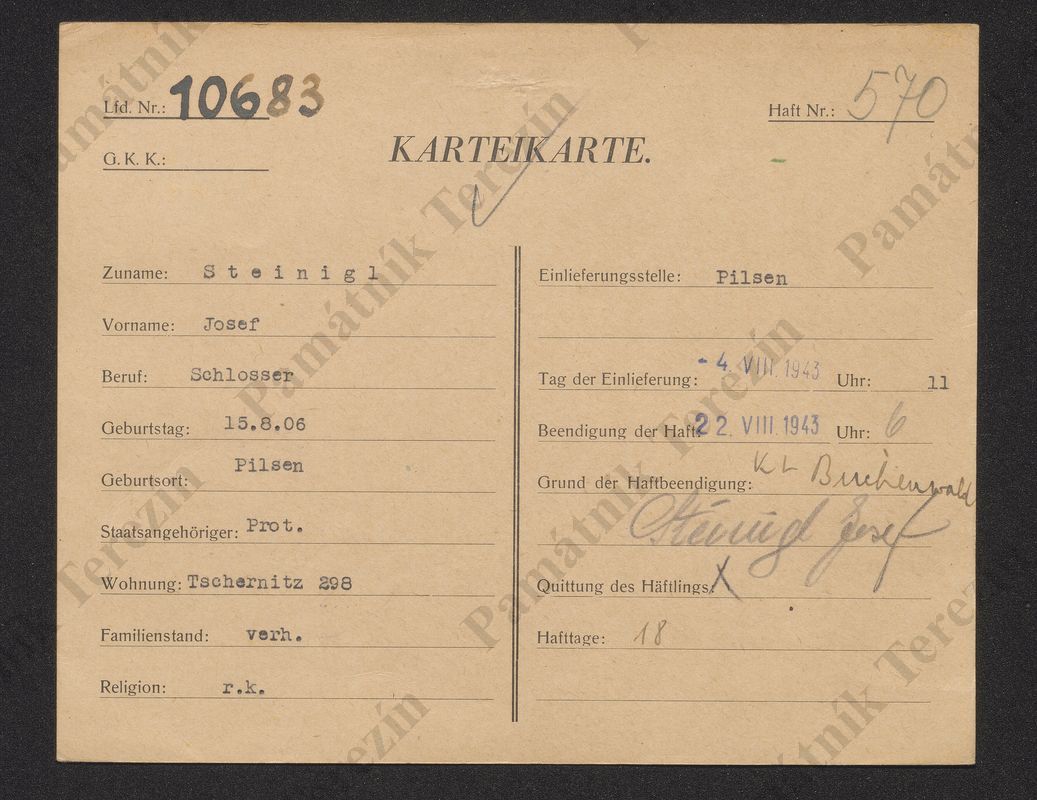 Lfd. Nr.: 10683
Haft Nr.: 570
G. K. K.:
KARTEIKARTE.
Zuname: Steinigl
Vorname: Josef
Beruf: Schlosser
Geburtstag: 15.8.06
Geburtsort: Pilsen
Staatsangehöriger: Prot.
Wohnung: Tschernitz 298
Familienstand: verh.
Religion: r.k.
Einlieferungsstelle: Pilsen
Tag der Einlieferung: - 4. VIII. 1943 Uhr: 11
Beendigung der Haft: 22. VIII. 1943 Uhr: 6
Grund der Haftbeendigung: KL Buchenwald
Steinigl Josef
Quittung des Häftlings: X
Hafttage: 18
Památník Terezín